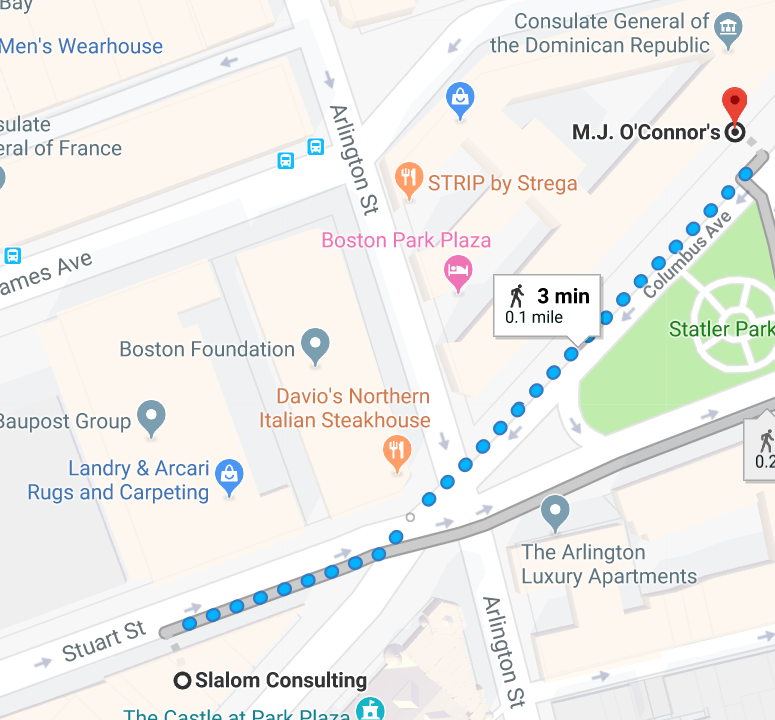 Bay
Men's Wearhouse
Consulate General of
the Dominican Republic
sulate
eral of France
Arlington St
M.J. O'Connor's
STRIP by Strega
Boston Park Plaza
Columbus Ave
ames Ave
3 min
0.1 mile
Statler Park
Boston Foundation
Davio's Northern
Italian Steakhouse
Baupost Group
Landry & Arcari
Rugs and Carpeting
0.2
The Arlington
Luxury Apartments
Stuart St
Arlington St
Slalom Consulting
The Castle at Park Plaza